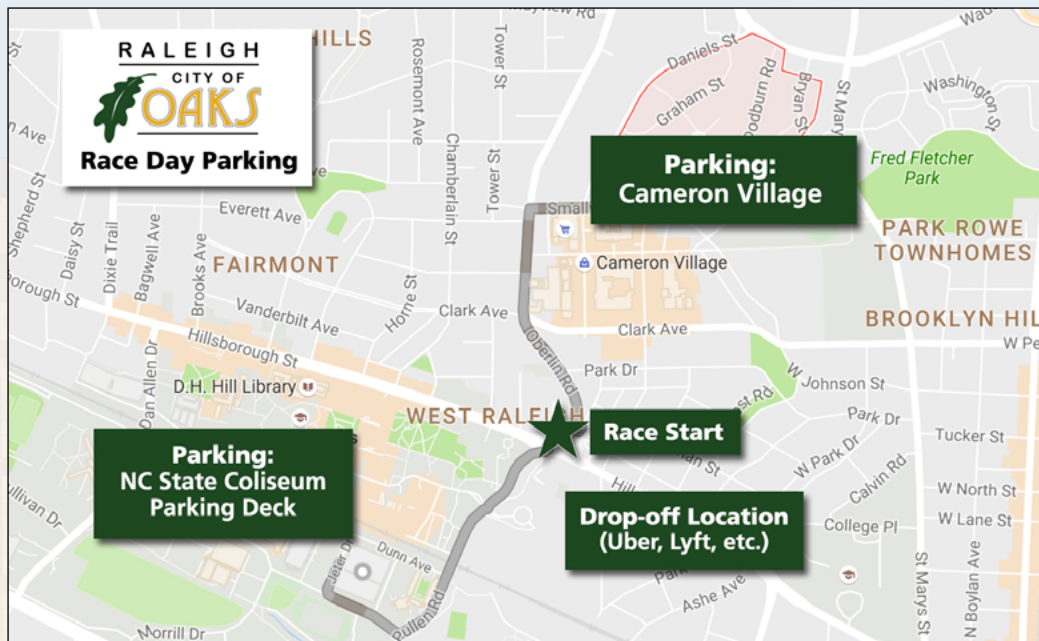 RALEIGH
CITY OF
OAKS
Race Day Parking
HILLS
Rosemont Ave
Tower St
Daniels St
Graham St
Bryan St
Washington St
Chamberlain St
Tower St
Parking:
Cameron Village
Fred Fletcher
Park
Shepherd St
Daisy St
Dixie Trail
Bagwell Ave
Brooks Ave
Everett Ave
PARK ROWE
TOWNHOMES
FAIRMONT
Cameron Village
Horne St
Clark Ave
Vanderbilt Ave
Clark Ave
BROOKLYN
Hillsborough St
Oberlin Rd
Park Dr
W Johnson St
Dan Allen Dr
D.H. Hill Library
WEST RALEIGH
Race Start
Park Dr
Tucker St
W Park Dr
Calvin Rd
Parking:
NC State Coliseum
Parking Deck
W North St
W Lane St
Drop-off Location
(Uber, Lyft, etc.)
College Pl
Jeter Dr
Dunn Ave
Ashe Ave
St Marys St
N Boylan Ave
Pullen Rd
Morrill Dr